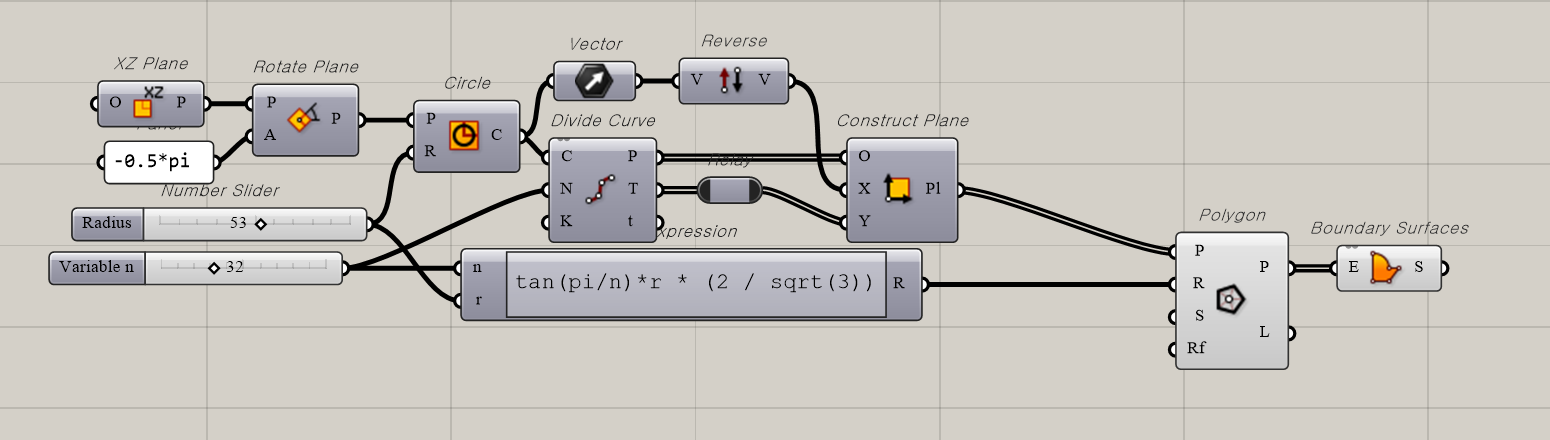 Vector
Reverse
XZ Plane
Rotate Plane
Circle
O XZ P
P
A
P
P
R
C
V V
Divide Curve
Construct Plane
Panel
-0.5*pi
C
N
K
P
T
t
Relay
O
X
Y
Pl
Number Slider
Radius 53
Variable n 32
xpression
n
r
tan(pi/n)*r * (2 / sqrt(3))
R
Polygon
P
R
S
Rf
P
L
Boundary Surfaces
E S